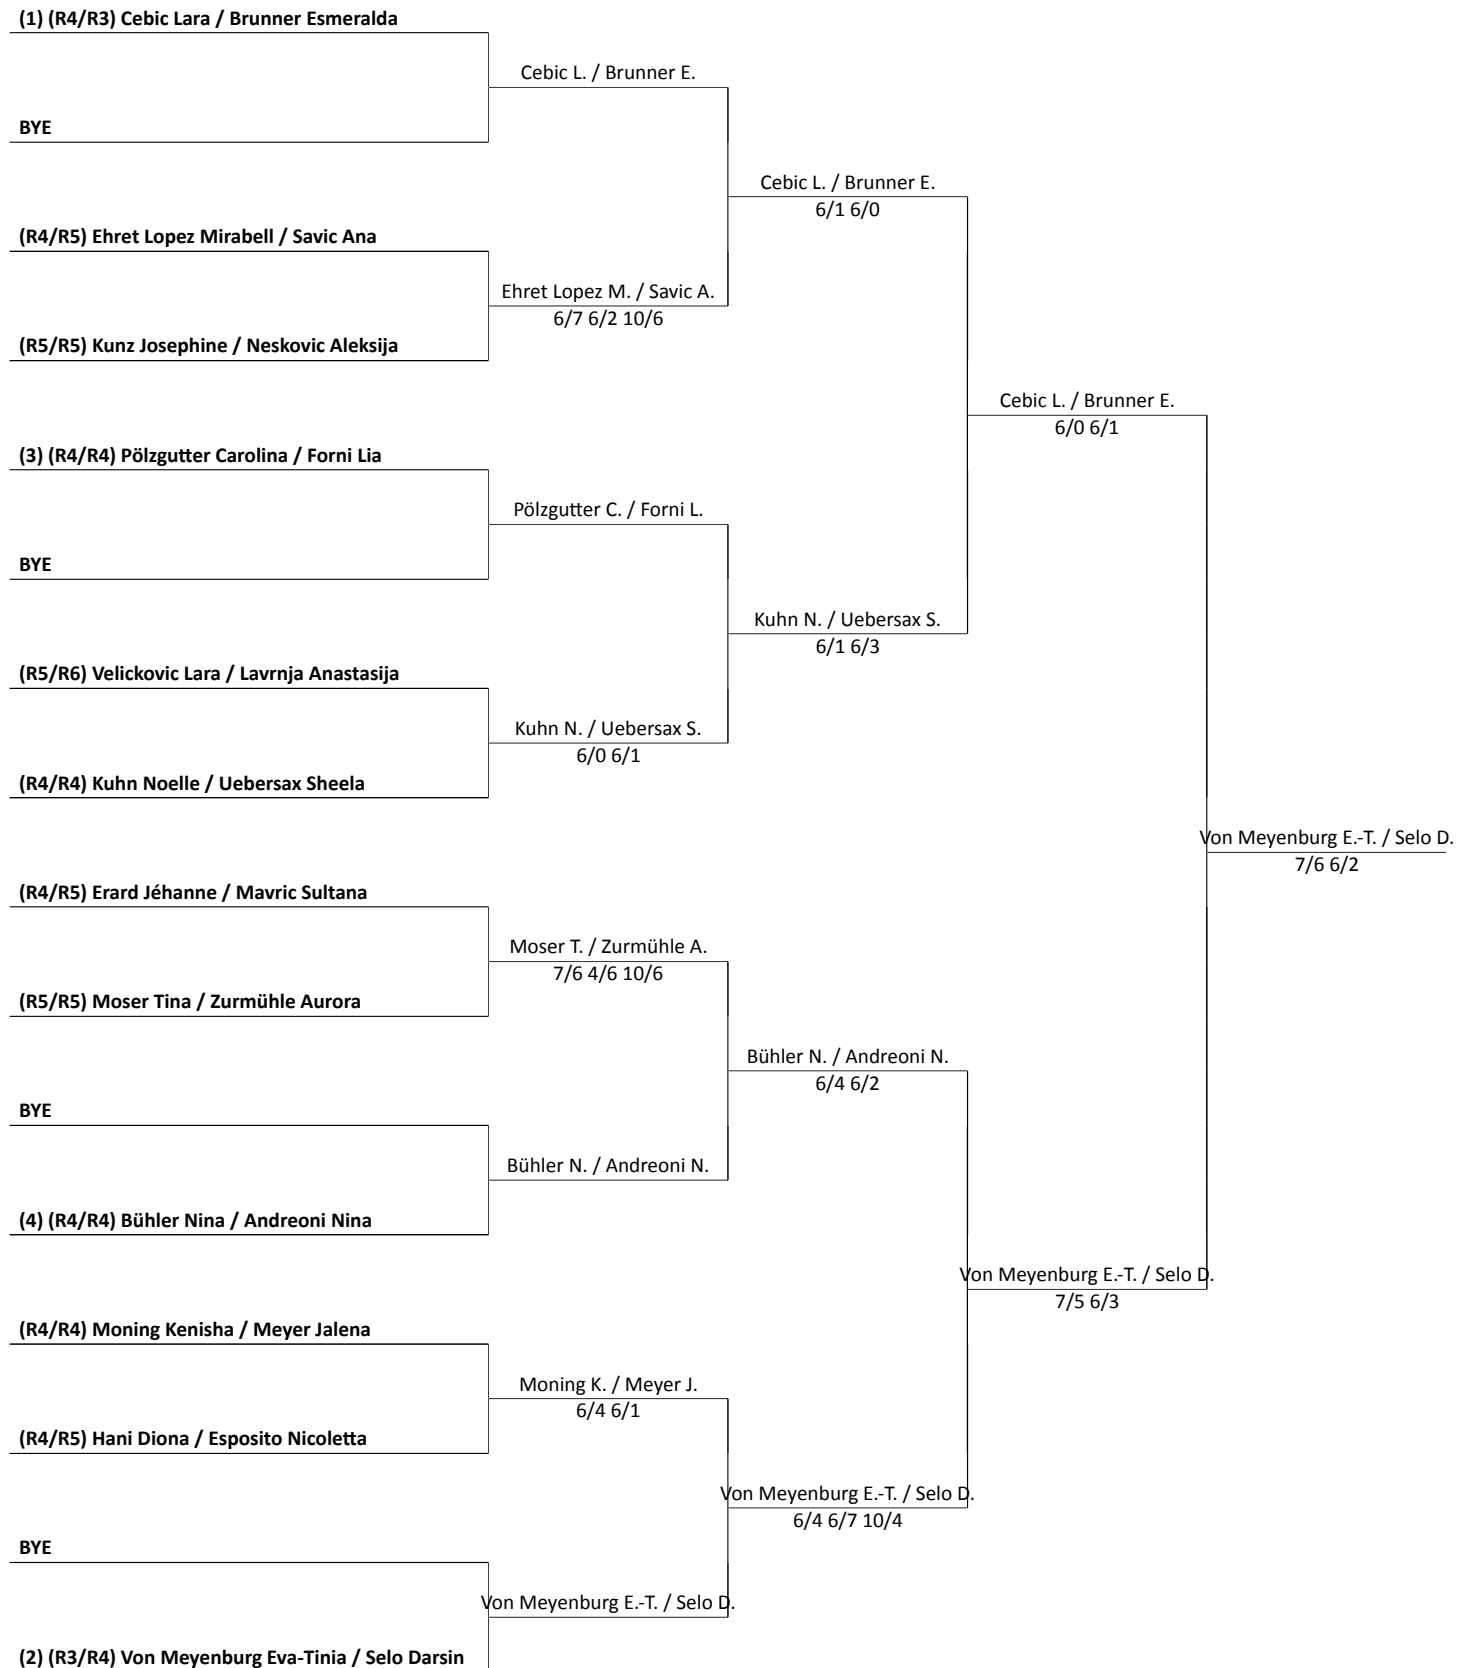 (1) (R4/R3) Cebic Lara / Brunner Esmeralda
Cebic L. / Brunner E.
BYE
Cebic L. / Brunner E.
6/1 6/0
(R4/R5) Ehret Lopez Mirabell / Savic Ana
Ehret Lopez M. / Savic A.
6/7 6/2 10/6
(R5/R5) Kunz Josephine / Neskovic Aleksija
Cebic L. / Brunner E.
6/0 6/1
(3) (R4/R4) Pölzgutter Carolina / Forni Lia
Pölzgutter C. / Forni L.
BYE
Kuhn N. / Uebersax S.
6/1 6/3
(R5/R6) Velickovic Lara / Lavrnja Anastasija
Kuhn N. / Uebersax S.
6/0 6/1
(R4/R4) Kuhn Noelle / Uebersax Sheela
Von Meyenburg E.-T. / Selo D.
7/6 6/2
(R4/R5) Erard Jéhanne / Mavric Sultana
Moser T. / Zurmühle A.
7/6 4/6 10/6
(R5/R5) Moser Tina / Zurmühle Aurora
Bühler N. / Andreoni N.
6/4 6/2
BYE
Bühler N. / Andreoni N.
(4) (R4/R4) Bühler Nina / Andreoni Nina
Von Meyenburg E.-T. / Selo D.
7/5 6/3
(R4/R4) Moning Kenisha / Meyer Jalena
Moning K. / Meyer J.
6/4 6/1
(R4/R5) Hani Diona / Esposito Nicoletta
Von Meyenburg E.-T. / Selo D.
6/4 6/7 10/4
BYE
Von Meyenburg E.-T. / Selo D.
(2) (R3/R4) Von Meyenburg Eva-Tinia / Selo Darsin